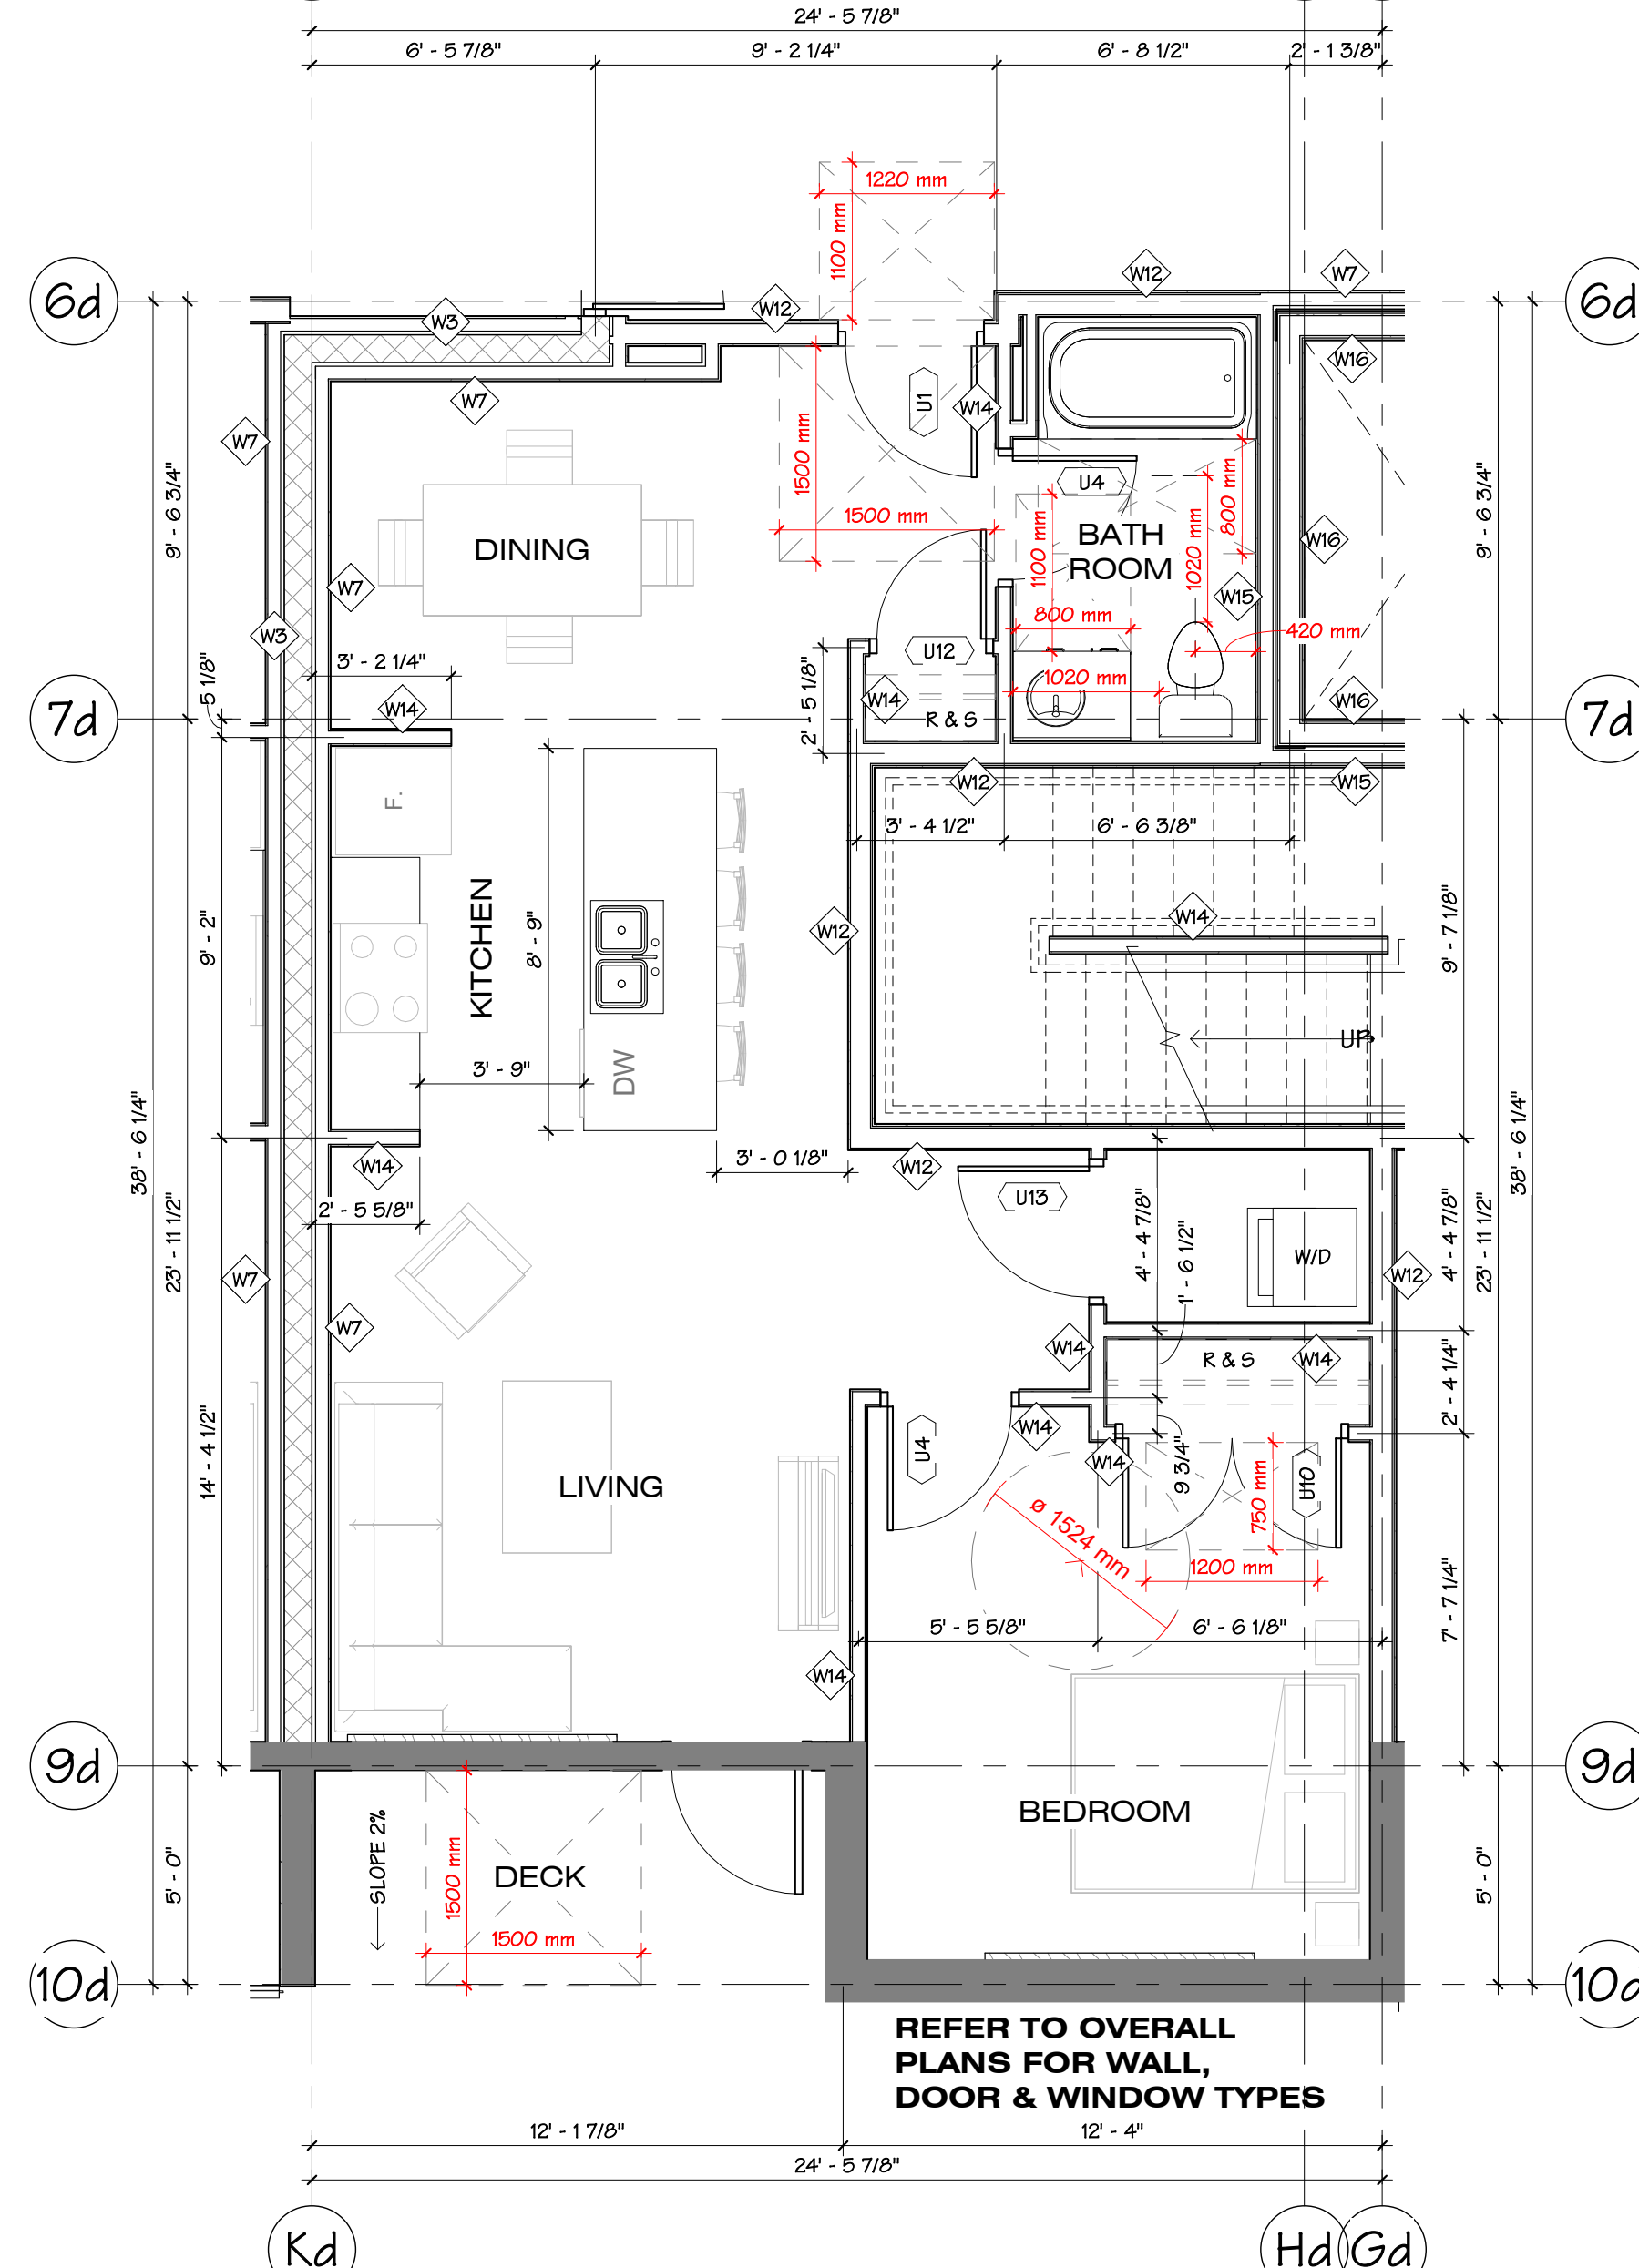 24' - 5 7/8"
6' - 5 7/8"
9' - 2 1/4"
6' - 8 1/2"
2' - 1 3/8"
1220 mm
1100 mm
6d
W3
W12
W12
W7
6d
W7
W7
U1
W14
W16
1500 mm
1500 mm
U4
800 mm
9' - 6 3/4"
DINING
BATH
ROOM
1100 mm
1020 mm
W16
9' - 6 3/4"
W7
W15
W3
800 mm
420 mm
U12
3' - 2 1/4"
5 1/8"
2' - 5 1/8"
1020 mm
W14
W14
R & S
W16
7d
7d
W12
W15
F.
3' - 4 1/2"
6' - 6 3/8"
W14
W12
9' - 2"
KITCHEN
8' - 9"
9' - 7 1/8"
UP
3' - 9"
DW
38' - 6 1/4"
38' - 6 1/4"
3' - 0 1/8"
W14
W12
U13
2' - 5 5/8"
23' - 11 1/2"
4' - 4 7/8"
1' - 6 1/2"
W/D
4' - 4 7/8"
23' - 11 1/2"
W7
W12
W7
W14
R & S
W14
2' - 4 1/4"
14' - 4 1/2"
U4
W14
W14
9 3/4"
U10
LIVING
750 mm
ø 1524 mm
1200 mm
5' - 5 5/8"
6' - 6 1/8"
7' - 7 1/4"
W14
9d
9d
BEDROOM
SLOPE 2%
1500 mm
DECK
1500 mm
5' - 0"
5' - 0"
10d
10d
REFER TO OVERALL
PLANS FOR WALL,
DOOR & WINDOW TYPES
12' - 1 7/8"
12' - 4"
24' - 5 7/8"
Kd
Hd
Gd